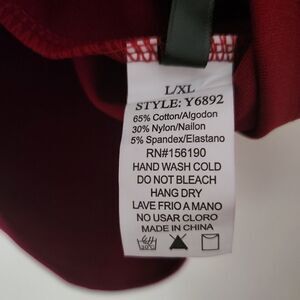 L/XL
STYLE: Y6892
65% Cotton/Algodon
30% Nylon/Nailon
5% Spandex/Elastano
RN#156190
HAND WASH COLD
DO NOT BLEACH
HANG DRY
LAVE FRIO A MANO
NO USAR CLORO
MADE IN CHINA